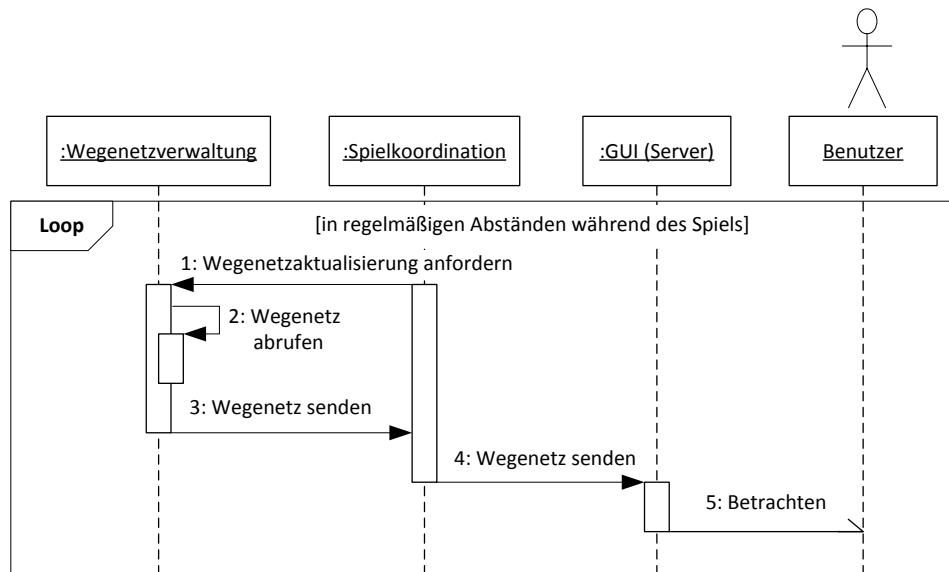 :Wegenetzverwaltung
:Spielkoordination
:GUI (Server)
Benutzer
Loop
[in regelmäßigen Abständen während des Spiels]
1: Wegenetzaktualisierung anfordern
2: Wegenetz
abrufen
3: Wegenetz senden
4: Wegenetz senden
5: Betrachten